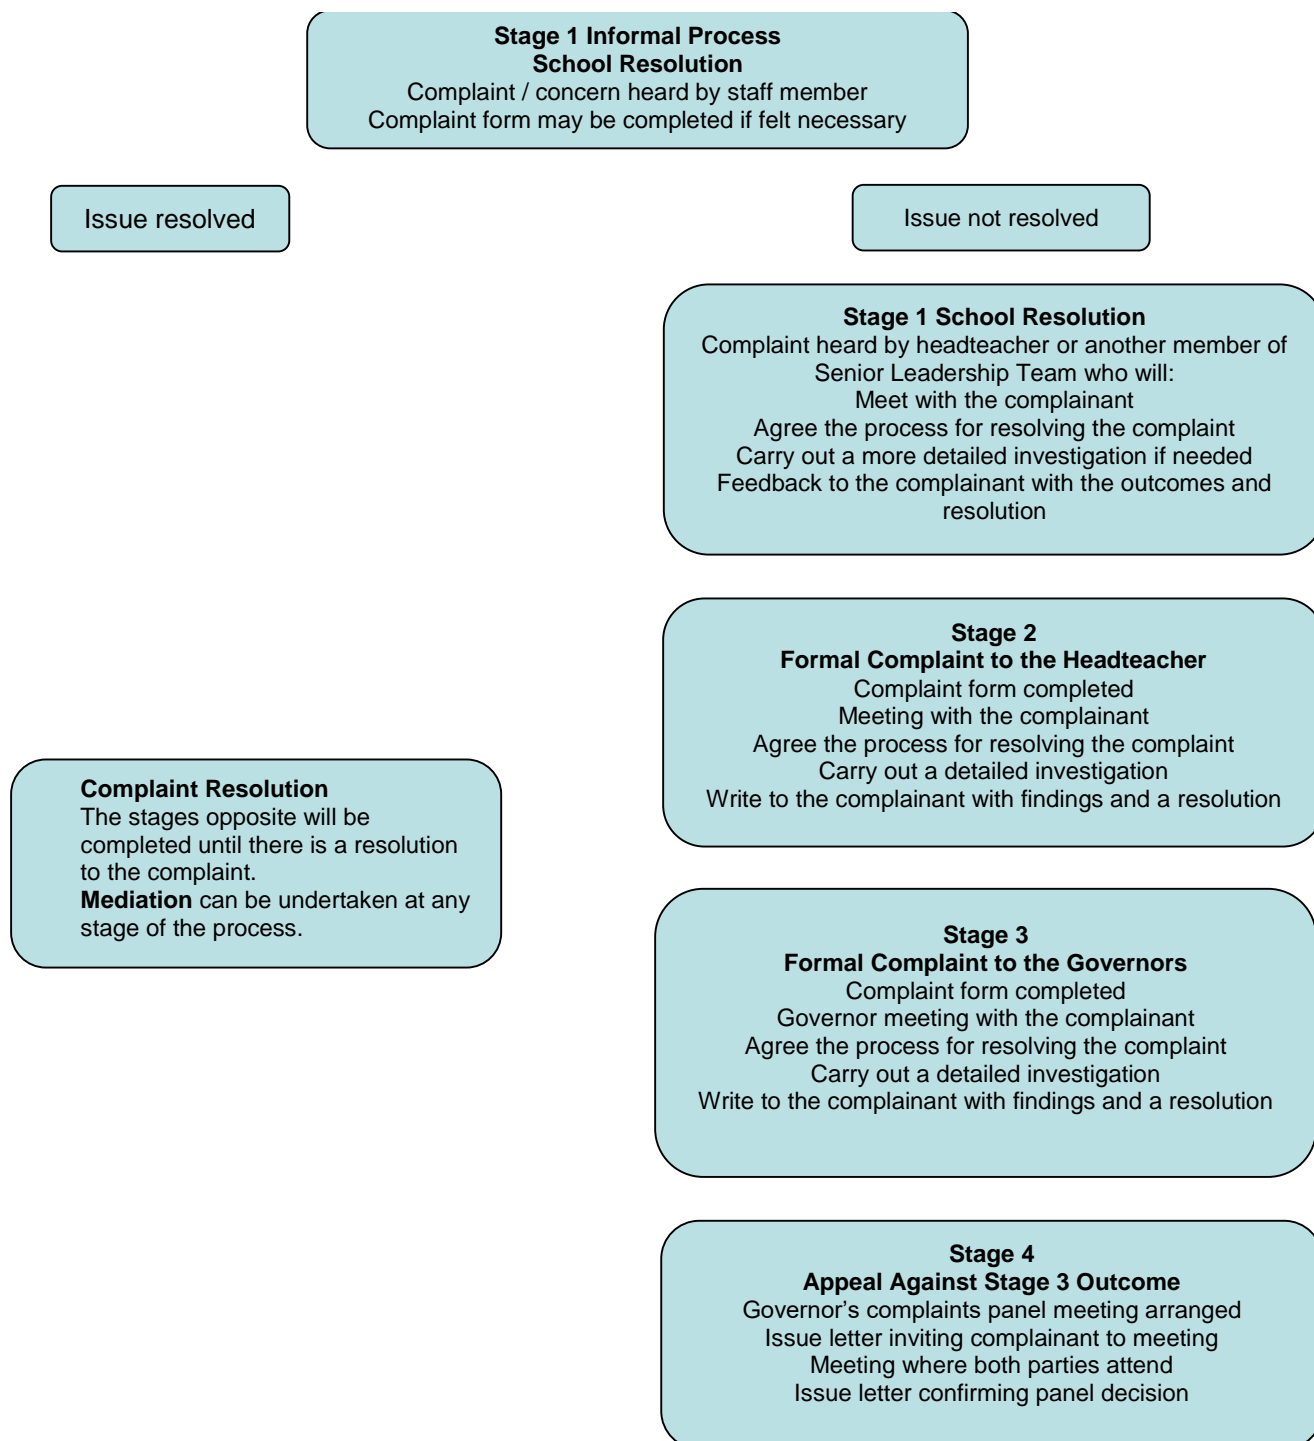 Stage 1 Informal Process
School Resolution
Complaint / concern heard by staff member
Complaint form may be completed if felt necessary
Issue resolved
Issue not resolved
Stage 1 School Resolution
Complaint heard by headteacher or another member of
Senior Leadership Team who will:
Meet with the complainant
Agree the process for resolving the complaint
Carry out a more detailed investigation if needed
Feedback to the complainant with the outcomes and
resolution
Stage 2
Formal Complaint to the Headteacher
Complaint form completed
Meeting with the complainant
Agree the process for resolving the complaint
Carry out a detailed investigation
Write to the complainant with findings and a resolution
Complaint Resolution
The stages opposite will be
completed until there is a resolution
to the complaint.
Mediation can be undertaken at any
stage of the process.
Stage 3
Formal Complaint to the Governors
Complaint form completed
Governor meeting with the complainant
Agree the process for resolving the complaint
Carry out a detailed investigation
Write to the complainant with findings and a resolution
Stage 4
Appeal Against Stage 3 Outcome
Governor’s complaints panel meeting arranged
Issue letter inviting complainant to meeting
Meeting where both parties attend
Issue letter confirming panel decision